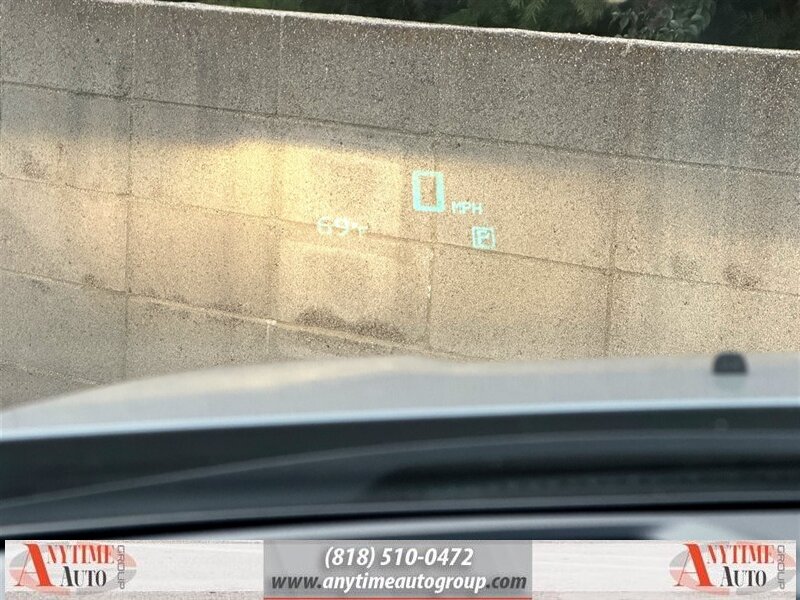 0 MPH
69°F
P
ANYTIME AUTO GROUP
(818) 510-0472
www.anytimeautogroup.com
ANYTIME AUTO GROUP